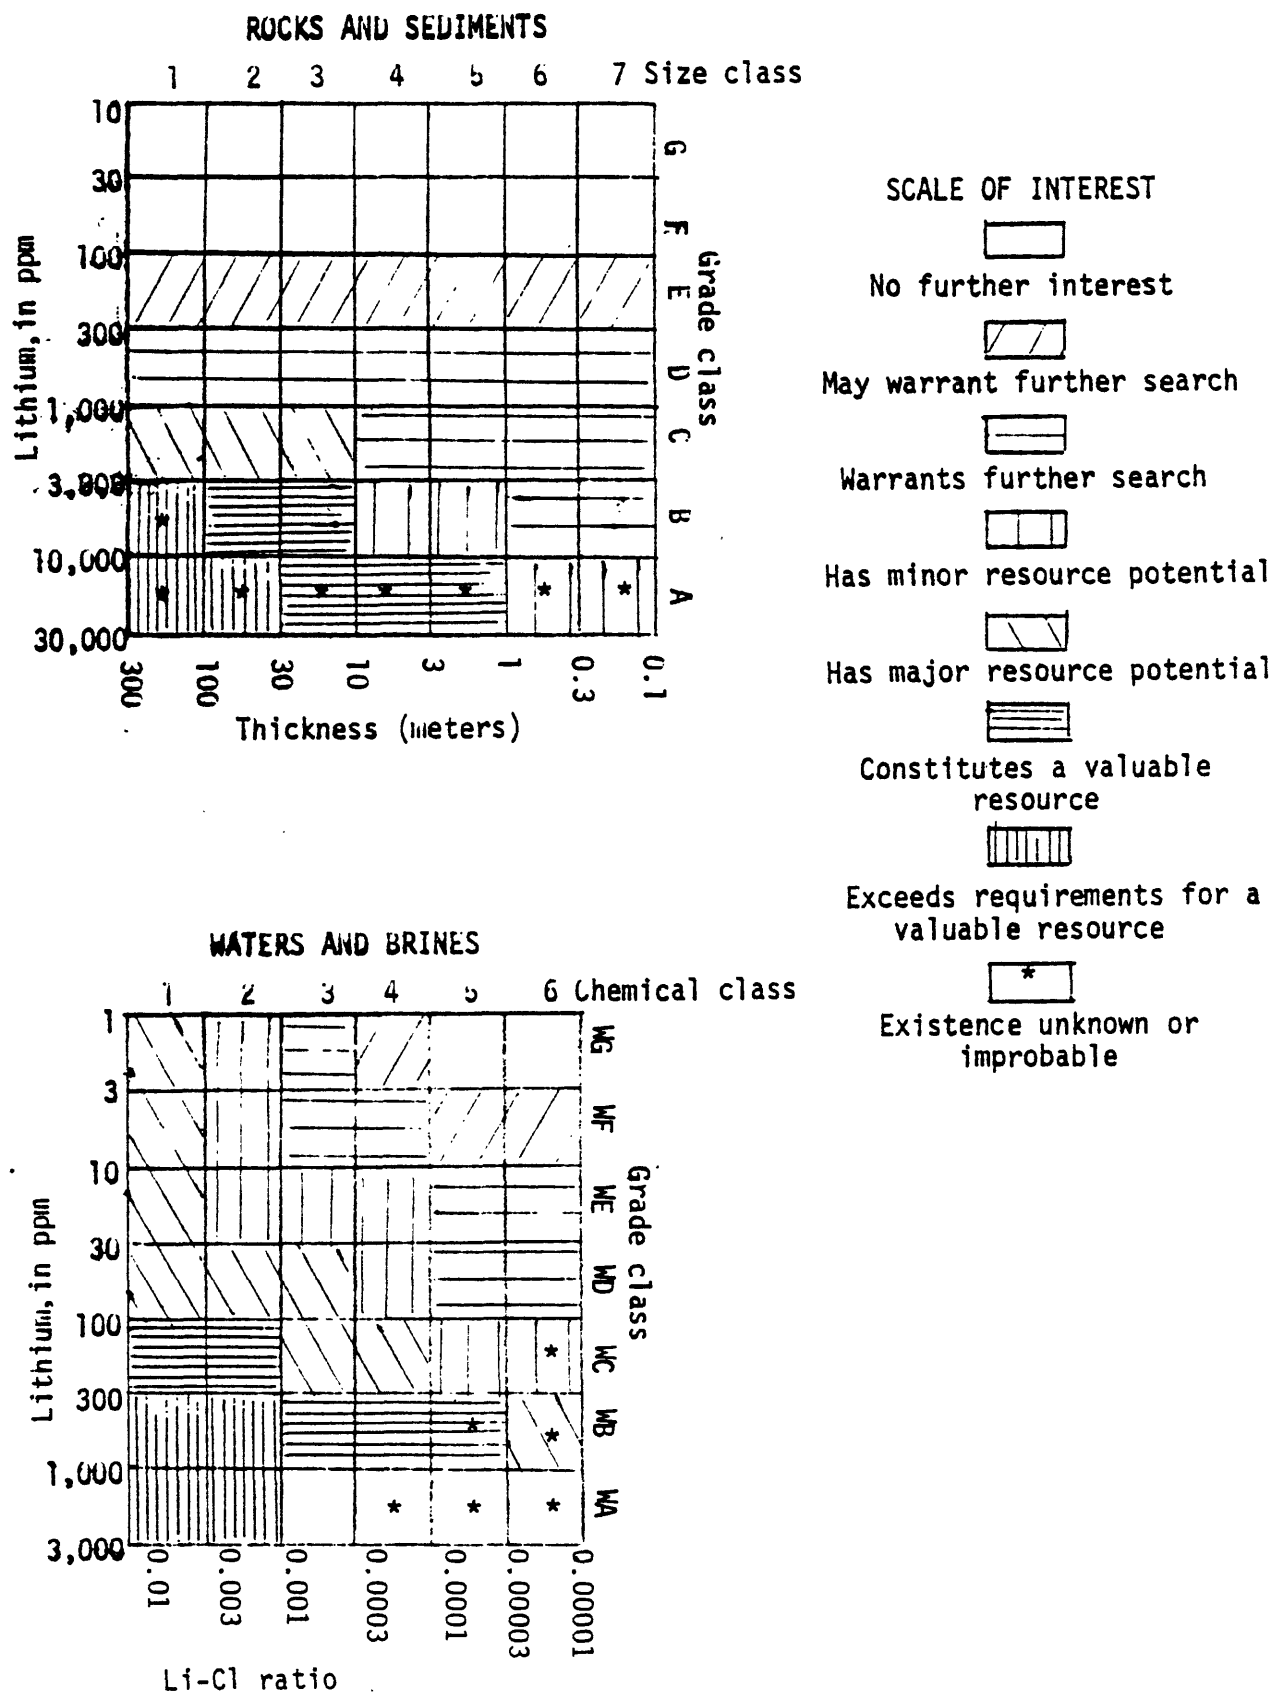 ROCKS AND SEDIMENTS
1 2 3 4 5 6 7 Size class
10
30
100
300
1,000
3,000
10,000
30,000
Lithium, in ppm
G
F
E
D
C
B
A
Grade class
* 
* * * * * * *
300 100 30 10 3 1 0.3 0.1
Thickness (meters)
SCALE OF INTEREST
No further interest
May warrant further search
Warrants further search
Has minor resource potential
Has major resource potential
Constitutes a valuable
resource
Exceeds requirements for a
valuable resource
*
Existence unknown or
improbable
WATERS AND BRINES
1 2 3 4 5 6 Chemical class
1
3
10
30
100
300
1,000
3,000
Lithium, in ppm
WG
WF
WE
WD
WC
WB
WA
Grade class
*
* *
* * *
0.01 0.003 0.001 0.0003 0.0001 0.00003 0.00001
Li-Cl ratio